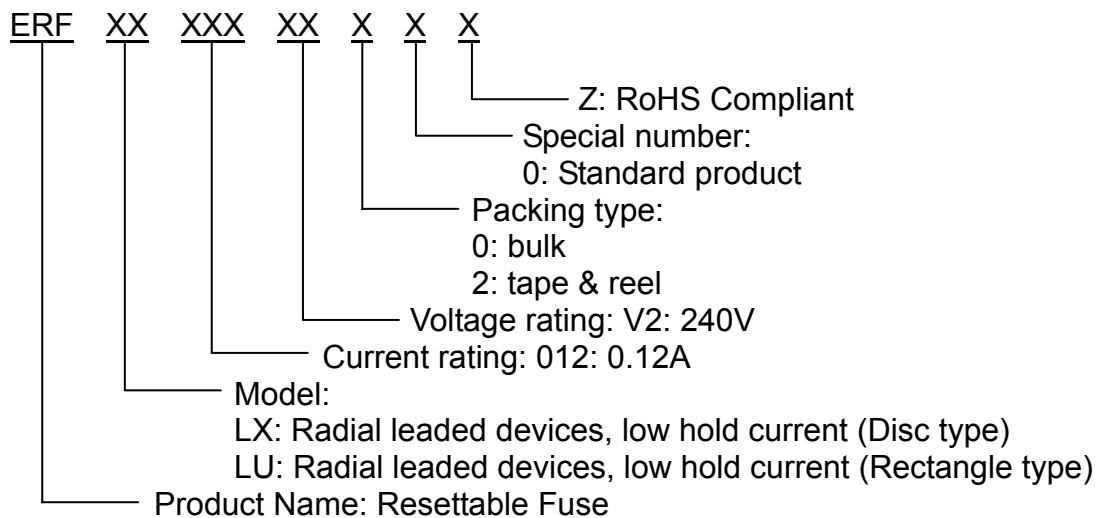 ERF XX XXX XX X X X
Z: RoHS Compliant
Special number:
0: Standard product
Packing type:
0: bulk
2: tape & reel
Voltage rating: V2: 240V
Current rating: 012: 0.12A
Model:
LX: Radial leaded devices, low hold current (Disc type)
LU: Radial leaded devices, low hold current (Rectangle type)
Product Name: Resettable Fuse